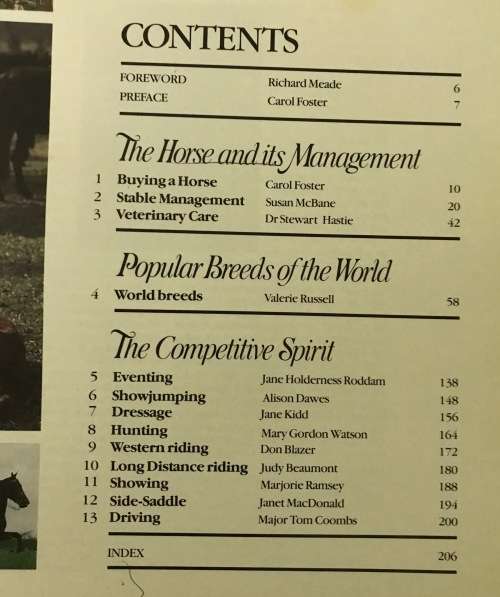 CONTENTS
FOREWORD Richard Meade 6
PREFACE Carol Foster 7
The Horse and its Management
1 Buying a Horse Carol Foster 10
2 Stable Management Susan McBane 20
3 Veterinary Care Dr Stewart Hastie 42
Popular Breeds of the World
4 World breeds Valerie Russell 58
The Competitive Spirit
5 Eventing Jane Holderness Roddam 138
6 Showjumping Alison Dawes 148
7 Dressage Jane Kidd 156
8 Hunting Mary Gordon Watson 164
9 Western riding Don Blazer 172
10 Long Distance riding Judy Beaumont 180
11 Showing Marjorie Ramsey 188
12 Side-Saddle Janet MacDonald 194
13 Driving Major Tom Coombs 200
INDEX 206